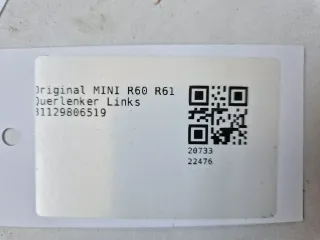 Original MINI R60 R61
Querlenker Links
31129806519
20733
22476